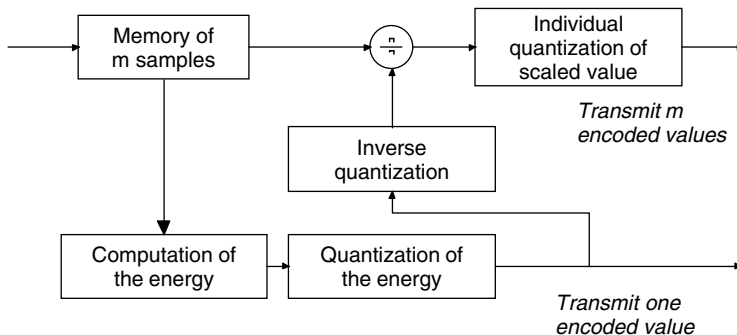 Memory of
m samples
÷
Individual
quantization of
scaled value
Transmit m
encoded values
Inverse
quantization
Computation of
the energy
Quantization of
the energy
Transmit one
encoded value